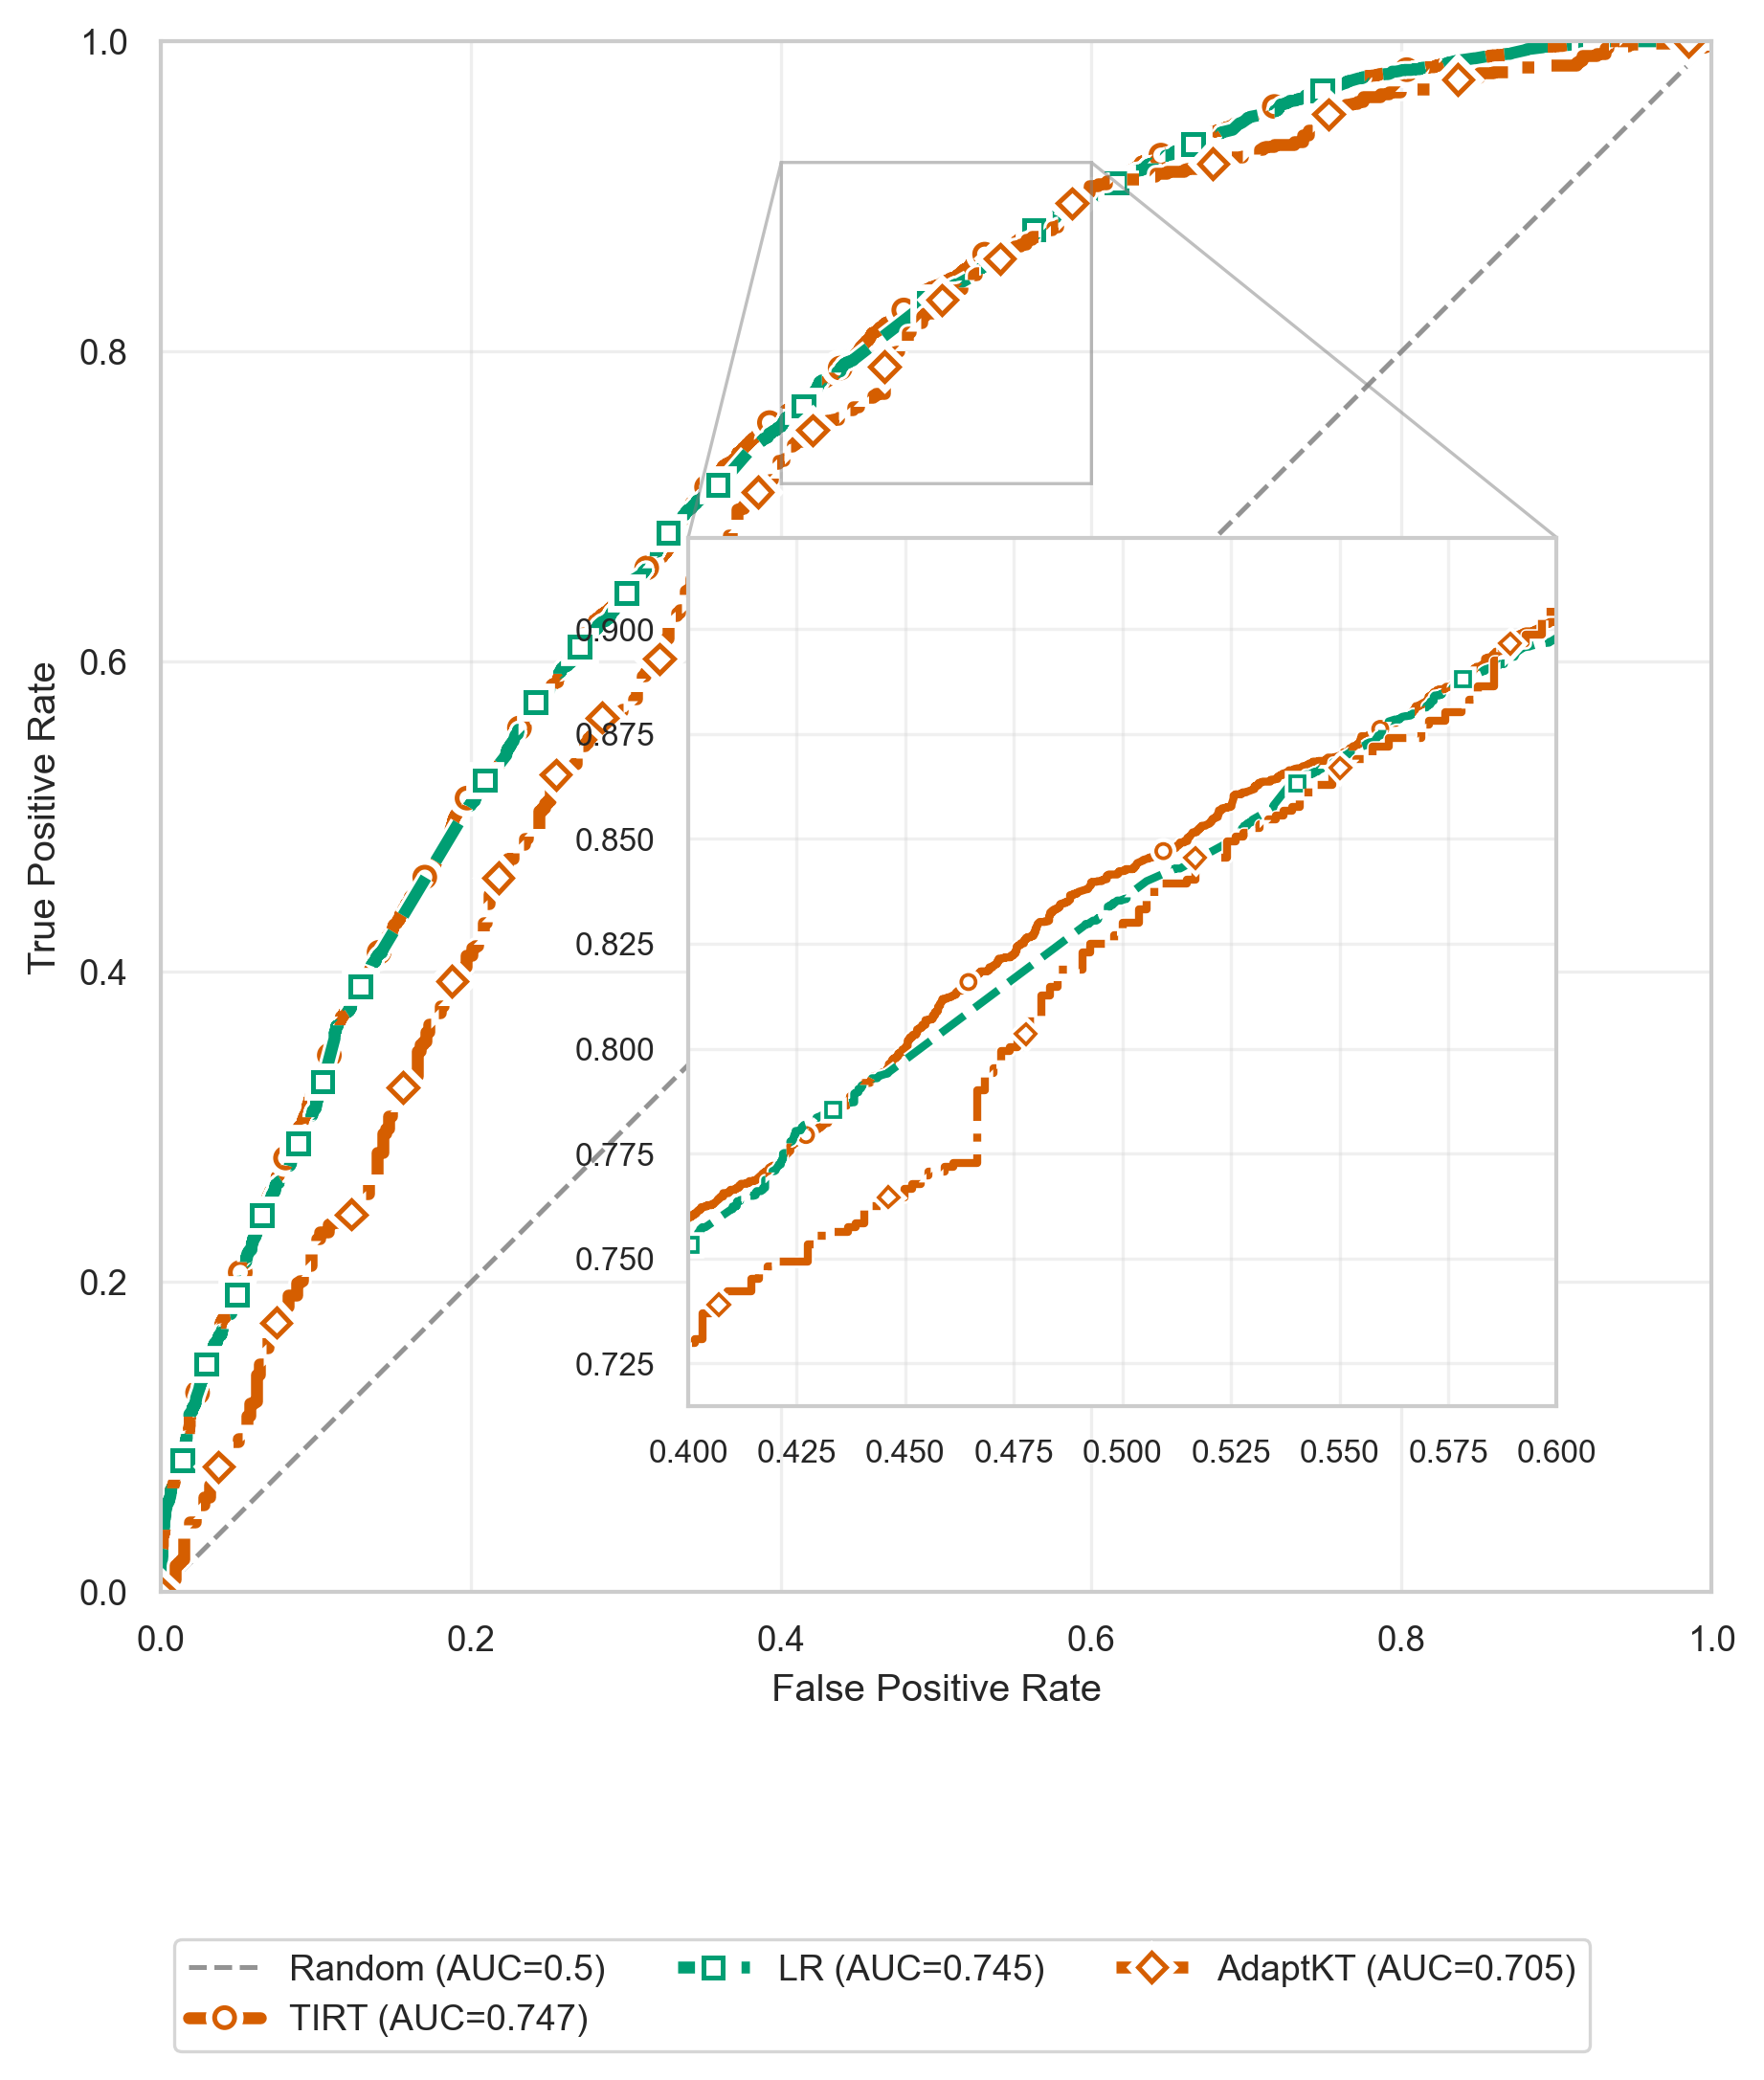 1.0
0.8
0.6
0.4
0.2
0.0
True Positive Rate
0.900
0.875
0.850
0.825
0.800
0.775
0.750
0.725
0.400 0.425 0.450 0.475 0.500 0.525 0.550 0.575 0.600
0.0 0.2 0.4 0.6 0.8 1.0
False Positive Rate
Random (AUC=0.5) LR (AUC=0.745) AdaptKT (AUC=0.705)
TIRT (AUC=0.747)